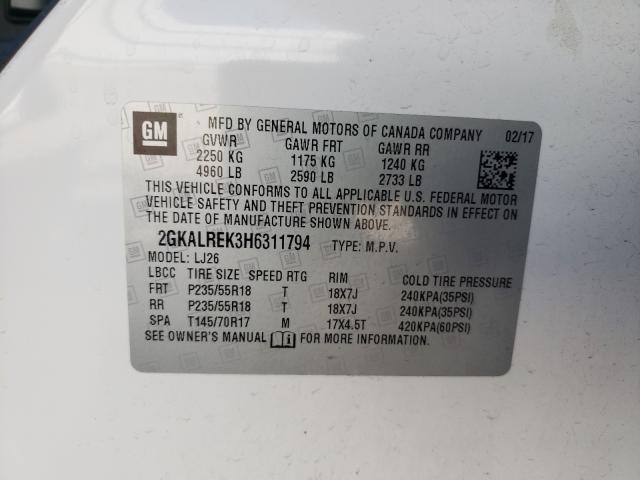 GM
MFD BY GENERAL MOTORS OF CANADA COMPANY 02/17
GVWR GAWR FRT GAWR RR
2250 KG 1175 KG 1240 KG
4960 LB 2590 LB 2733 LB
THIS VEHICLE CONFORMS TO ALL APPLICABLE U.S. FEDERAL MOTOR
VEHICLE SAFETY AND THEFT PREVENTION STANDARDS IN EFFECT ON
THE DATE OF MANUFACTURE SHOWN ABOVE.
2GKALREK3H6311794 TYPE: M.P.V.
MODEL: LJ26
LBCC TIRE SIZE SPEED RTG RIM COLD TIRE PRESSURE
FRT P235/55R18 T 18X7J 240KPA(35PSI)
RR P235/55R18 T 18X7J 240KPA(35PSI)
SPA T145/70R17 M 17X4.5T 420KPA(60PSI)
SEE OWNER'S MANUAL FOR MORE INFORMATION.